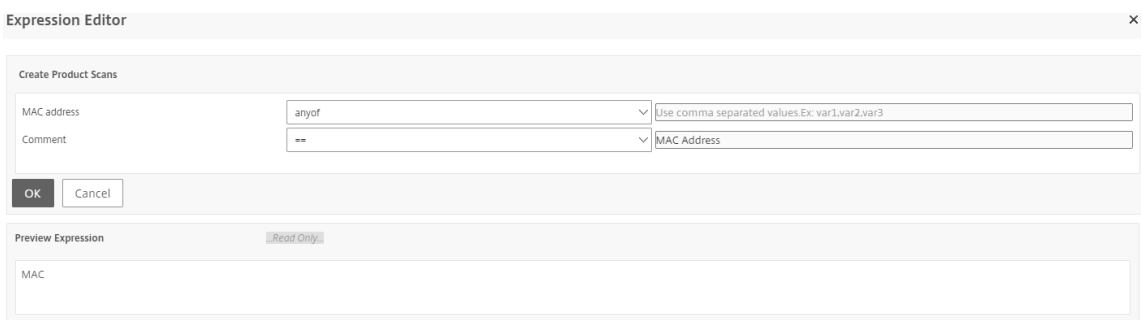 Expression Editor ×
Create Product Scans
MAC address anyof Use comma separated values.Ex: var1,var2,var3
Comment == MAC Address
OK Cancel
Preview Expression ...Read Only...
MAC